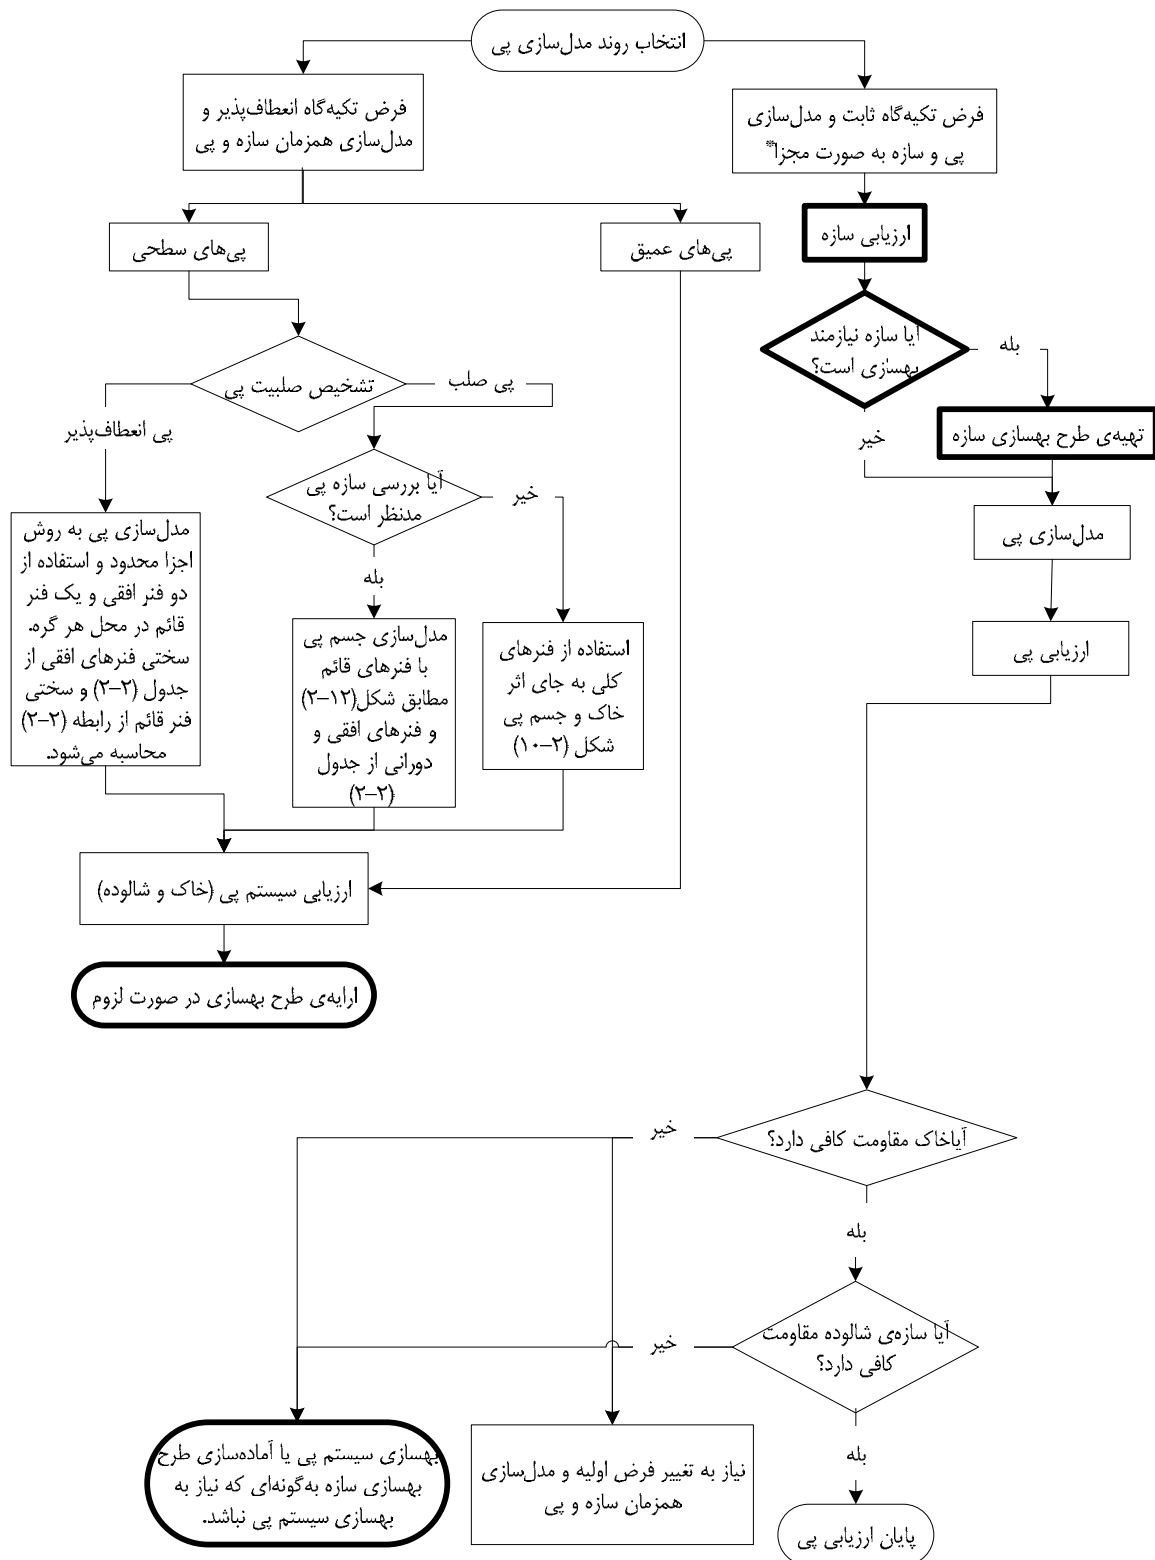 انتخاب روند مدل‌سازی پی
فرض تکیه‌گاه ثابت و مدل‌سازی
پی و سازه به صورت مجزا*
ارزیابی سازه
آیا سازه نیازمند
بهسازی است؟
بله
خیر
تهیه‌ی طرح بهسازی سازه
مدل‌سازی پی
ارزیابی پی
فرض تکیه‌گاه انعطاف‌پذیر و
مدل‌سازی همزمان سازه و پی
پی‌های عمیق
پی‌های سطحی
تشخیص صلبیت پی
پی صلب
پی انعطاف‌پذیر
آیا بررسی سازه پی
مدنظر است؟
خیر
بله
استفاده از فنرهای
کلی به جای اثر
خاک و جسم پی
شکل (۲–۱۰)
مدل‌سازی جسم پی
با فنرهای قائم
مطابق شکل(۱۲–۲)
و فنرهای افقی و
دورانی از جدول
(۲–۲)
مدل‌سازی پی به روش
اجزا محدود و استفاده از
دو فنر افقی و یک فنر
قائم در محل هر گره.
سختی فنرهای افقی از
جدول (۲–۲) و سختی
فنر قائم از رابطه (۲–۲)
محاسبه می‌شود.
ارزیابی سیستم پی (خاک و شالوده)
ارایه‌ی طرح بهسازی در صورت لزوم
آیاخاک مقاومت کافی دارد؟
خیر
بله
آیا سازه‌ی شالوده مقاومت
کافی دارد؟
خیر
بله
پایان ارزیابی پی
نیاز به تغییر فرض اولیه و مدل‌سازی
همزمان سازه و پی
بهسازی سیستم پی یا آماده‌سازی طرح
بهسازی سازه به‌گونه‌ای که نیاز به
بهسازی سیستم پی نباشد.